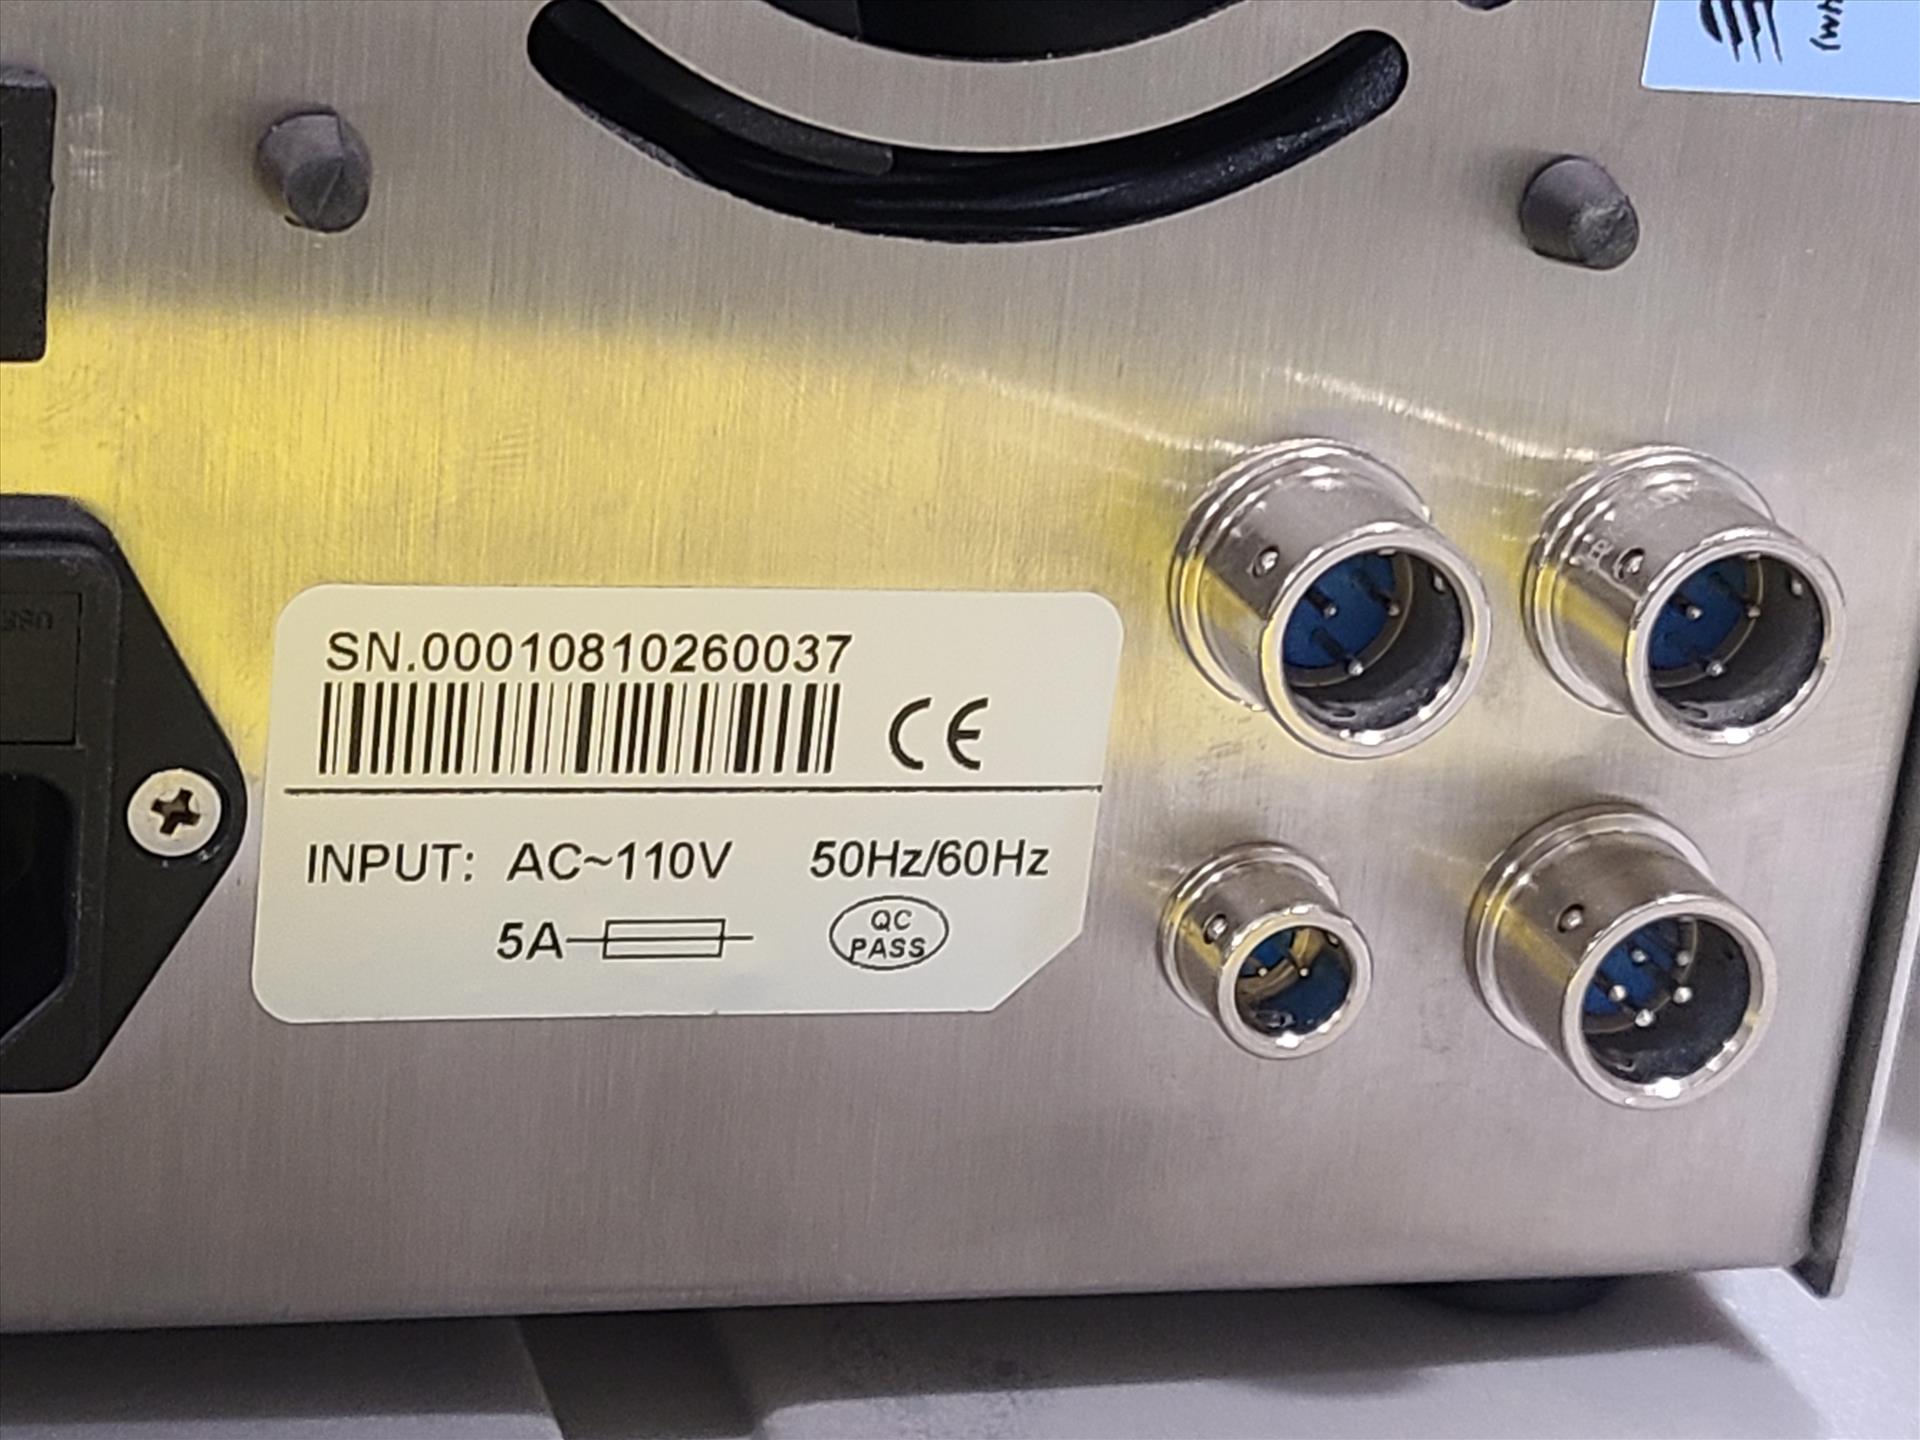 SN.00010810260037
CE
INPUT: AC~110V 50Hz/60Hz
5A
QC
PASS